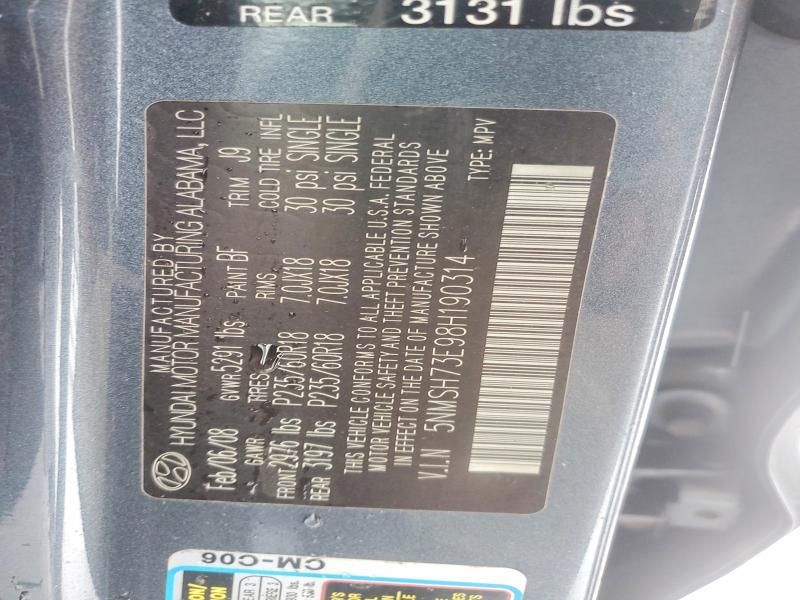 REAR 3131 lbs
MANUFACTURED BY
HYUNDAI MOTOR MANUFACTURING ALABAMA, LLC
Feb/06/08 GVWR 5291 lbs PAINT BF TRIM J9
GAWR: TIRES RIMS COLD TIRE INFL
FRONT 2976 lbs P235/60R18 7.0JX18 30 psi SINGLE
REAR 3197 lbs P235/60R18 7.0JX18 30 psi SINGLE
THIS VEHICLE CONFORMS TO ALL APPLICABLE U.S.A. FEDERAL
MOTOR VEHICLE SAFETY AND THEFT PREVENTION STANDARDS
IN EFFECT ON THE DATE OF MANUFACTURE SHOWN ABOVE
V.I.N 5NMSH73E98H190314 TYPE: MPV
CM-C06